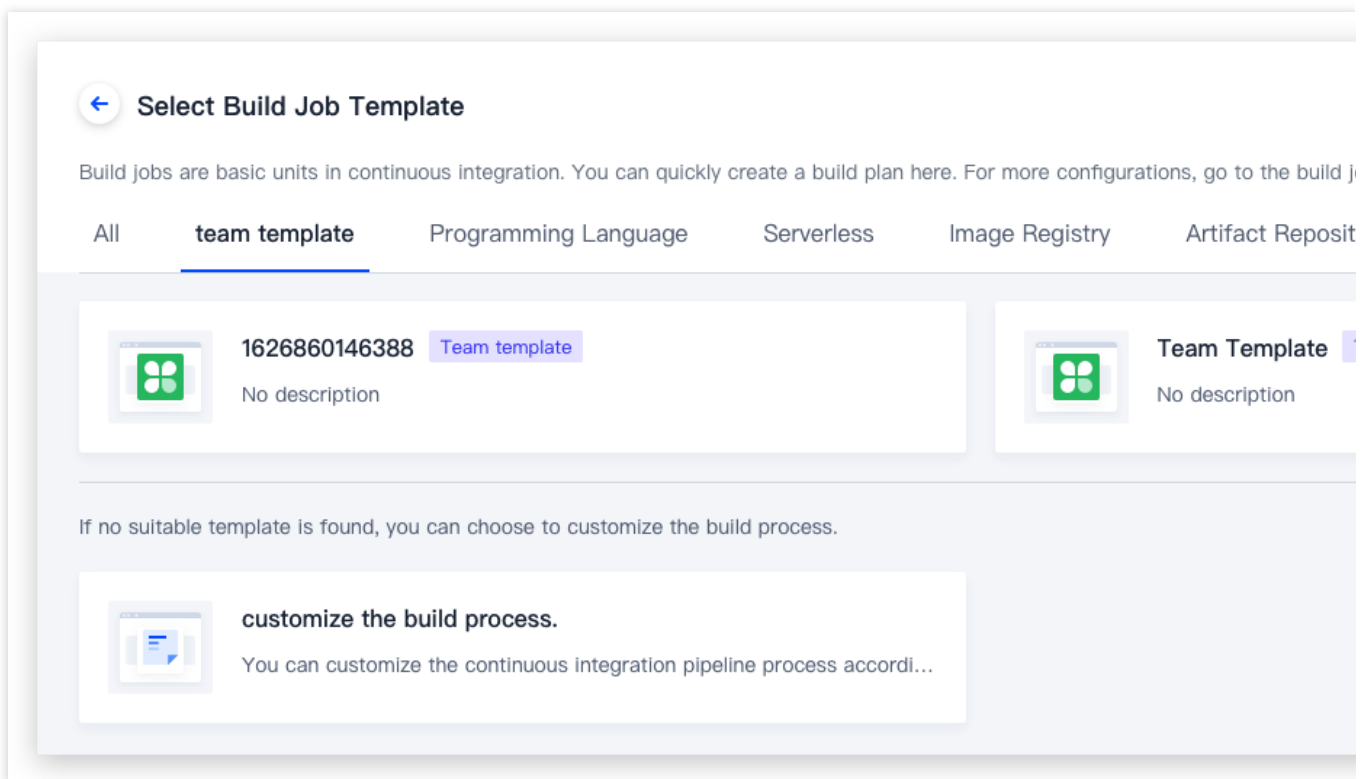 Select Build Job Template
Build jobs are basic units in continuous integration. You can quickly create a build plan here. For more configurations, go to the build
All team template Programming Language Serverless Image Registry Artifact
1626860146388 Team template
No description
Team Template
No description
If no suitable template is found, you can choose to customize the build process.
customize the build process.
You can customize the continuous integration pipeline process accordi...